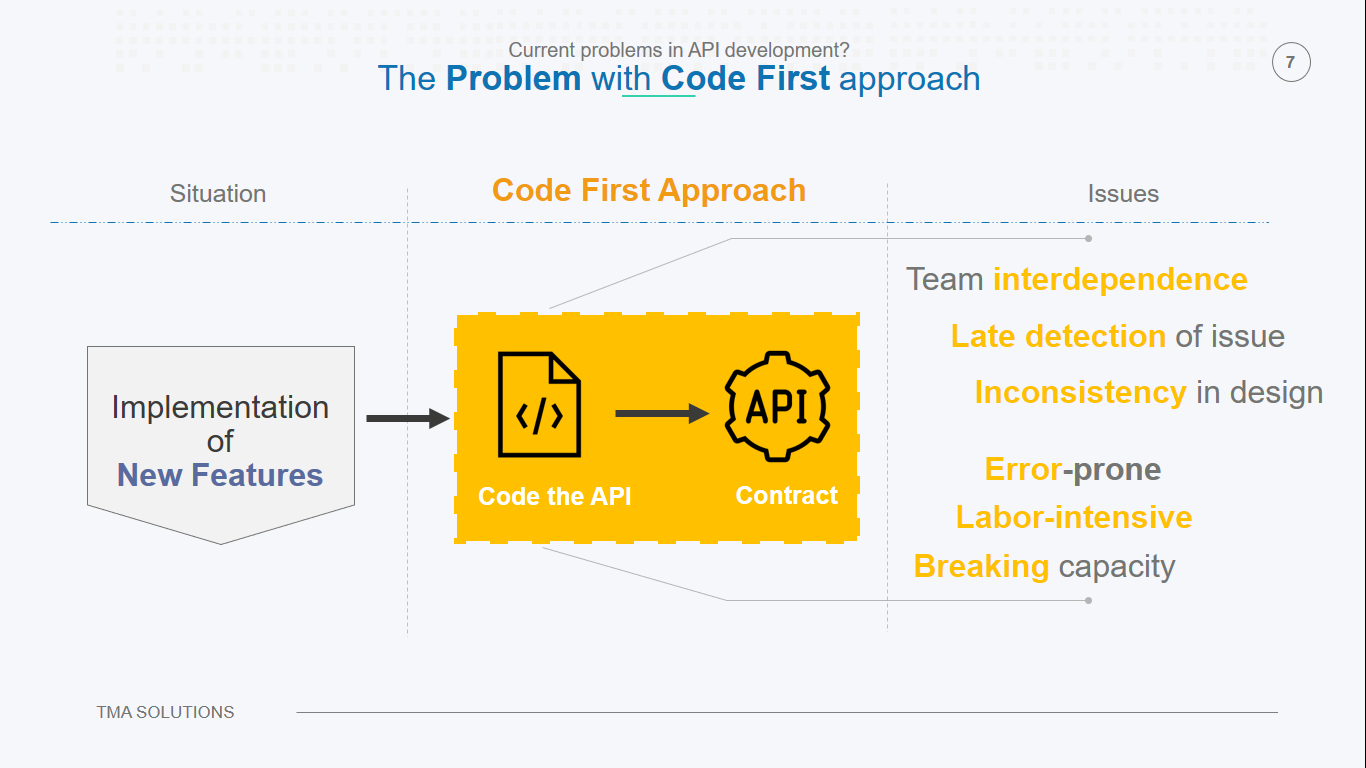 Current problems in API development?
The Problem with Code First approach
7
Situation
Code First Approach
Issues
Implementation
of
New Features
</>
Code the API
API
Contract
Team interdependence
Late detection of issue
Inconsistency in design
Error-prone
Labor-intensive
Breaking capacity
TMA SOLUTIONS